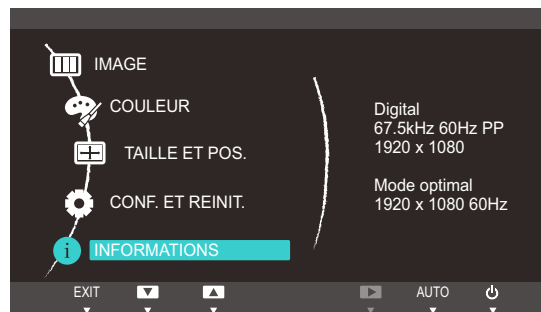 IMAGE
COULEUR
TAILLE ET POS.
CONF. ET REINIT.
i INFORMATIONS
Digital
67.5kHz 60Hz PP
1920 x 1080
Mode optimal
1920 x 1080 60Hz
EXIT AUTO